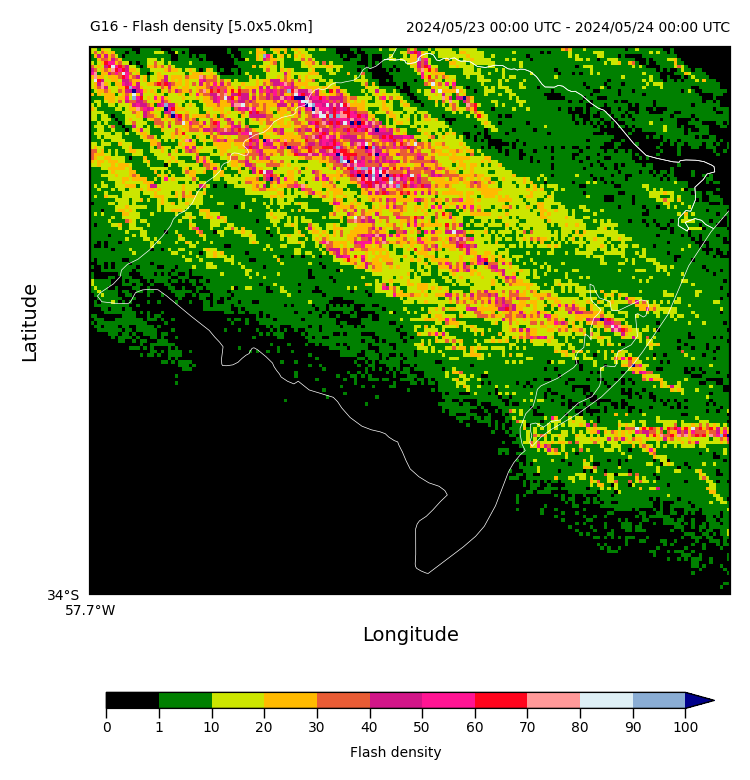 G16 - Flash density [5.0x5.0km]
2024/05/23 00:00 UTC - 2024/05/24 00:00 UTC
Latitude
34°S
57.7°W
Longitude
0 1 10 20 30 40 50 60 70 80 90 100
Flash density